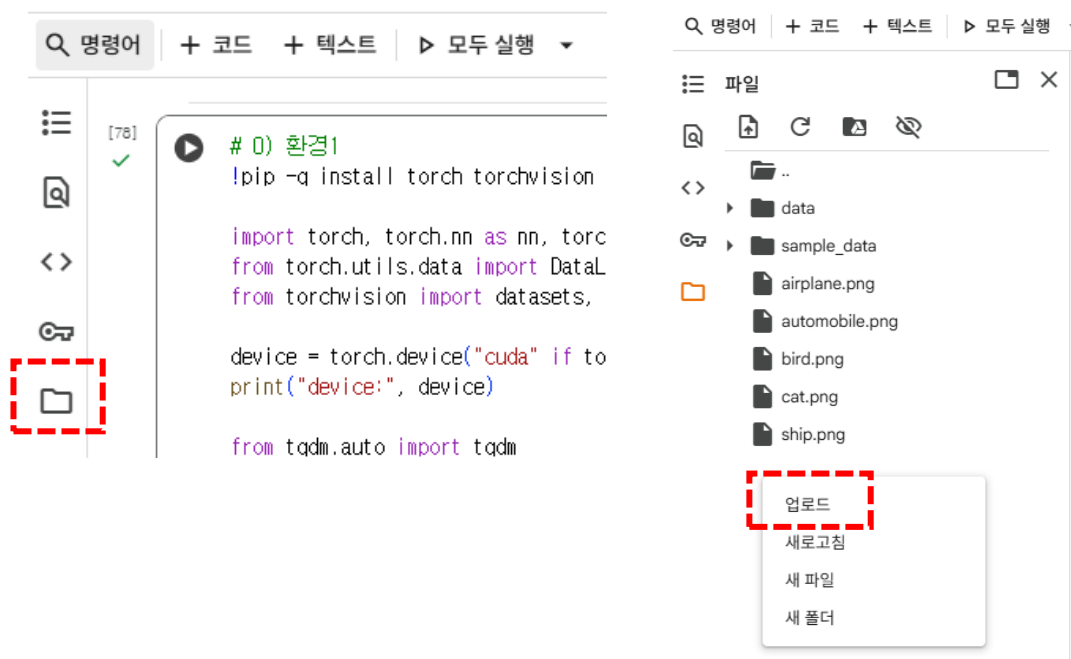 명령어 + 코드 + 텍스트 모두 실행
[78]
# 0) 환경1
!pip -q install torch torchvision
import torch, torch.nn as nn, torc
from torch.utils.data import DataL
from torchvision import datasets,
device = torch.device("cuda" if to
print("device:", device)
from tqdm.auto import tqdm
명령어 + 코드 + 텍스트 모두 실행
파일
..
data
sample_data
airplane.png
automobile.png
bird.png
cat.png
ship.png
업로드
새로고침
새 파일
새 폴더